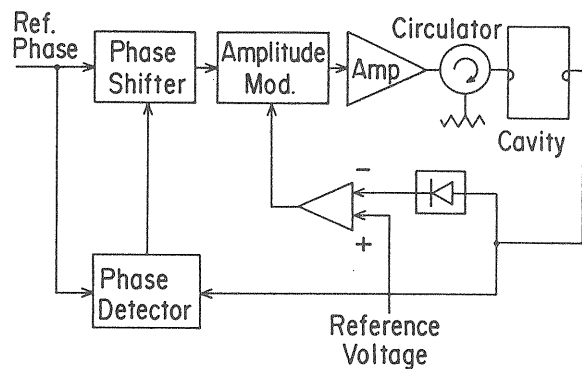 Ref.
Phase
Phase
Shifter
Amplitude
Mod.
Amp
Circulator
Cavity
−
+
Phase
Detector
Reference
Voltage